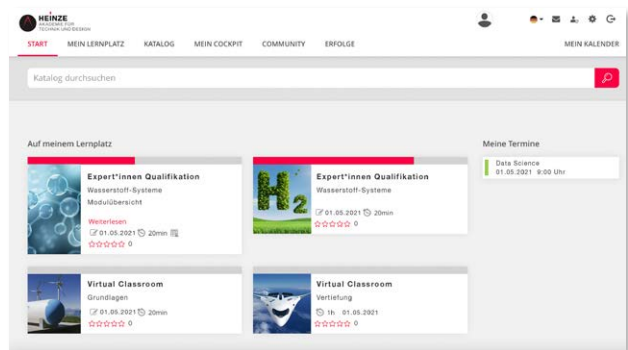 HEINZE
AKADEMIE FÜR
TECHNIK UND DESIGN
START MEIN LERNPLATZ KATALOG MEIN COCKPIT COMMUNITY ERFOLGE MEIN KALENDER
Katalog durchsuchen
Auf meinem Lernplatz
Expert*innen Qualifikation
Wasserstoff-Systeme
Modulübersicht
Weiterlesen
01.05.2021 20min
0
H2
Expert*innen Qualifikation
Wasserstoff-Systeme
01.05.2021 20min
0
Virtual Classroom
Grundlagen
01.05.2021 20min
0
Virtual Classroom
Vertiefung
1h 01.05.2021
0
Meine Termine
Data Science
01.05.2021 9:00 Uhr